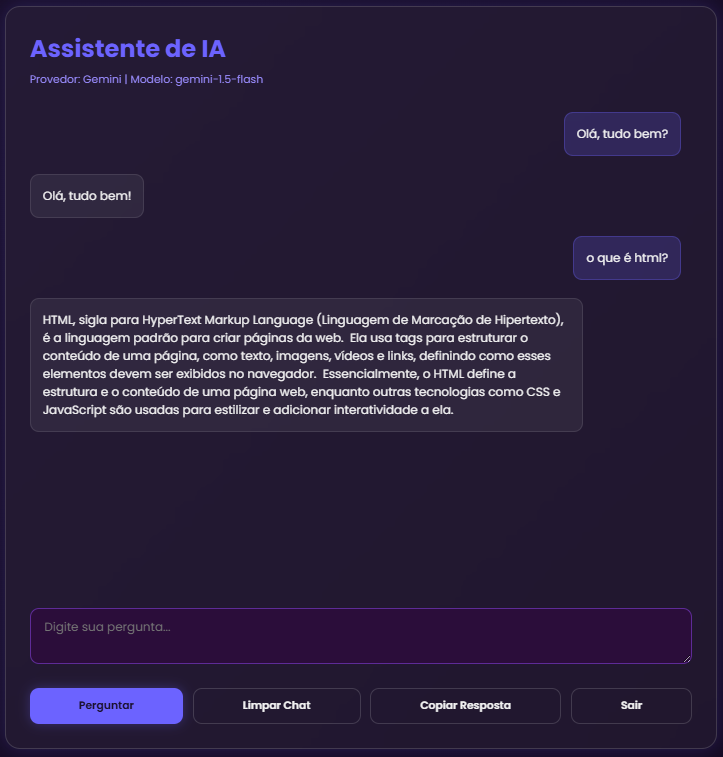 Assistente de IA
Provedor: Gemini | Modelo: gemini-1.5-flash
Olá, tudo bem?
Olá, tudo bem!
o que é html?
HTML, sigla para HyperText Markup Language (Linguagem de Marcação de Hipertexto),
é a linguagem padrão para criar páginas da web. Ela usa tags para estruturar o
conteúdo de uma página, como texto, imagens, vídeos e links, definindo como esses
elementos devem ser exibidos no navegador. Essencialmente, o HTML define a
estrutura e o conteúdo de uma página web, enquanto outras tecnologias como CSS e
JavaScript são usadas para estilizar e adicionar interatividade a ela.
Digite sua pergunta...
Perguntar Limpar Chat Copiar Resposta Sair